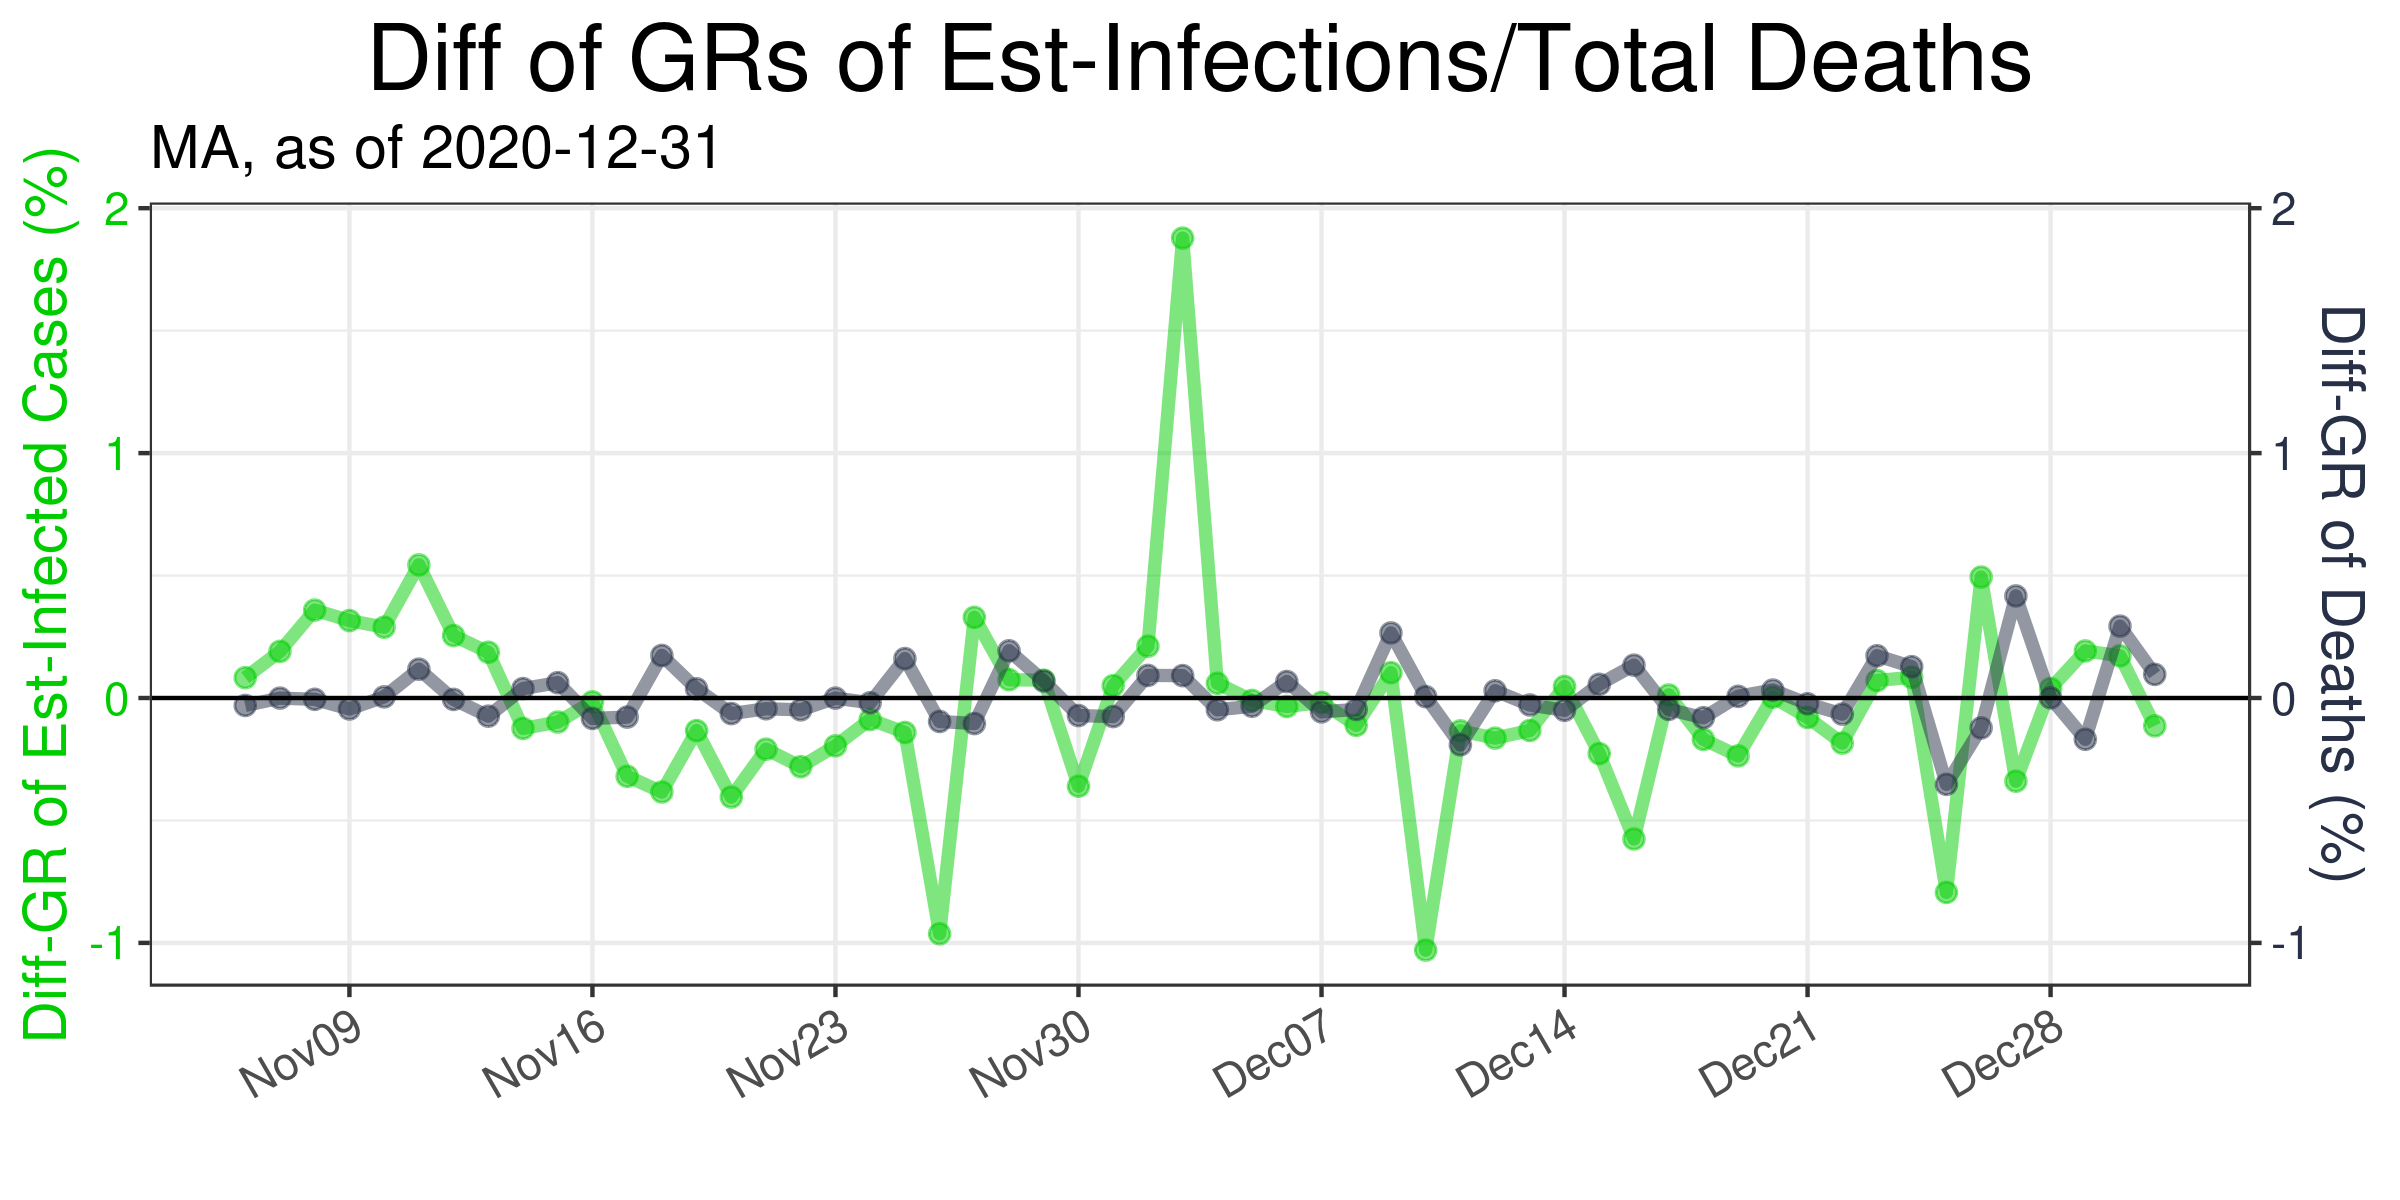 Diff of GRs of Est-Infections/Total Deaths
MA, as of 2020-12-31
Diff-GR of Est-Infected Cases (%)
2
1
0
-1
2
1
0
-1
Diff-GR of Deaths (%)
Nov09
Nov16
Nov23
Nov30
Dec07
Dec14
Dec21
Dec28